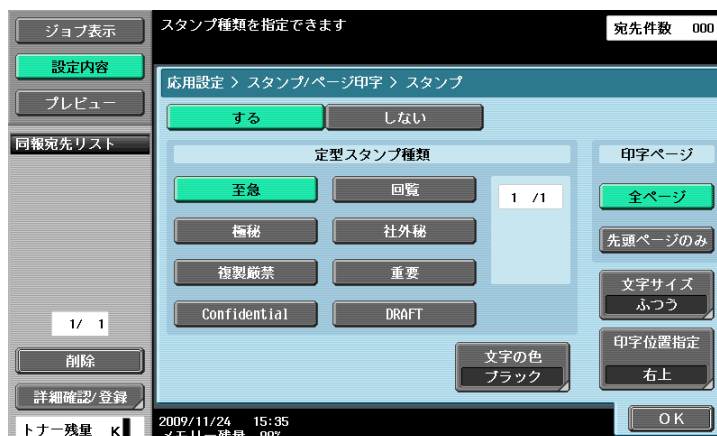 ジョブ表示
設定内容
プレビュー
同報宛先リスト
1/ 1
削除
詳細確認/登録
トナー残量 K
スタンプ種類を指定できます
宛先件数 000
応用設定 > スタンプ/ページ印字 > スタンプ
する
しない
定型スタンプ種類
至急
回覧
極秘
社外秘
複製厳禁
重要
Confidential
DRAFT
1 /1
印字ページ
全ページ
先頭ページのみ
文字サイズ
ふつう
印字位置指定
右上
文字の色
ブラック
2009/11/24 15:35
メモリー残量 99%
OK